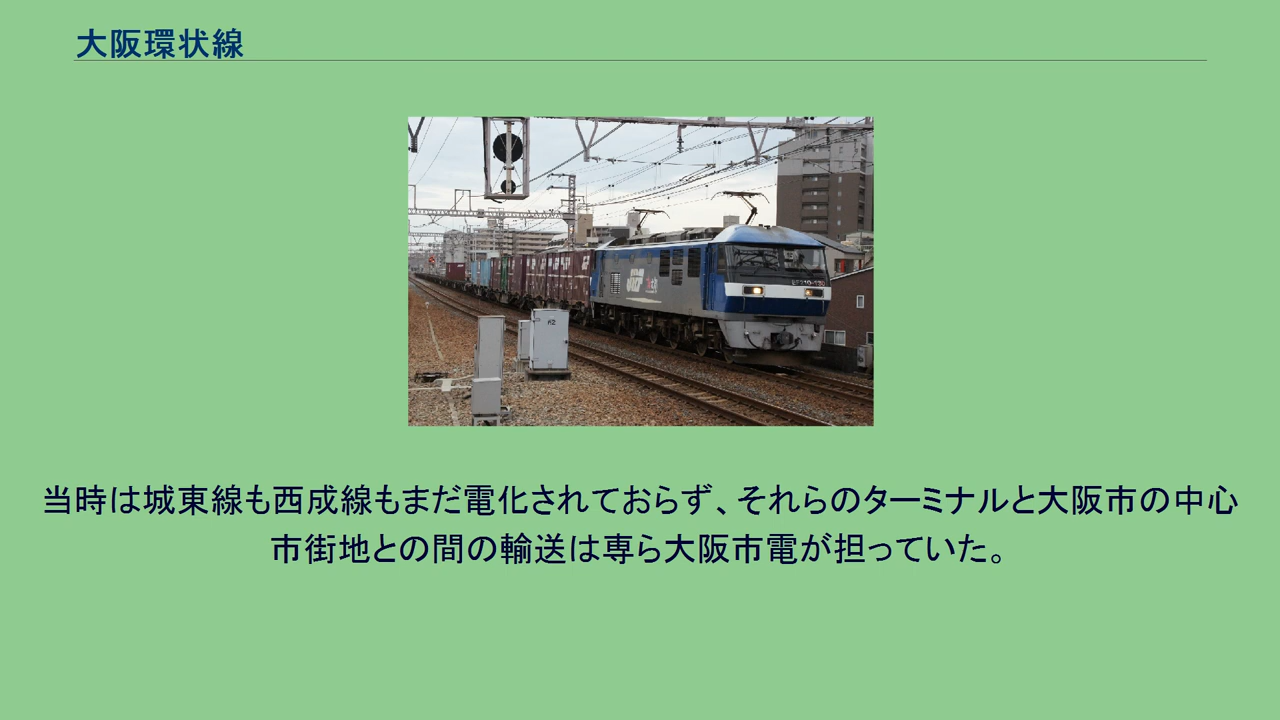 大阪環状線
62
EF210-130
当時は城東線も西成線もまだ電化されておらず、それらのターミナルと大阪市の中心
市街地との間の輸送は専ら大阪市電が担っていた。